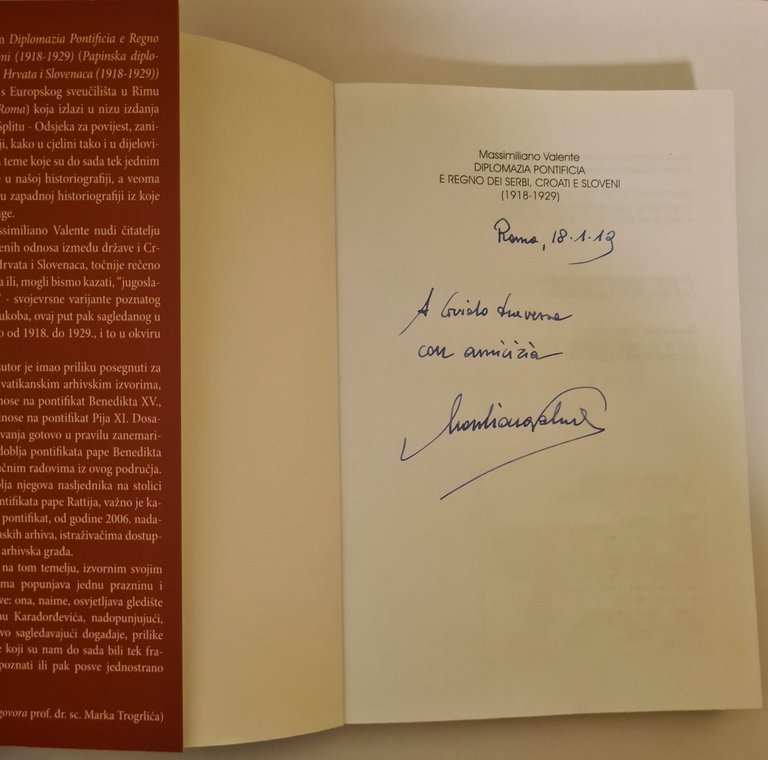 n Diplomazia Pontificia e Regno
ni (1918-1929) (Papinska diplo-
Hrvata i Slovenaca (1918-1929))
s Europskog sveučilišta u Rimu
Roma) koja izlazi u nizu izdanja
Splitu - Odsjeka za povijest, zani-
ji, kako u cjelini tako i u dijelovi-
teme koje su do sada tek jednim
u našoj historiografiji, a veoma
u zapadnoj historiografiji iz koje
ige.
ssimiliano Valente nudi čitatelju
enih odnosa između države i Cr-
Hrvata i Slovenaca, točnije rečeno
a ili, mogli bismo kazati, “jugosla-
- svojevrsne varijante poznatog
ukoba, ovaj put pak sagledanog u
o od 1918. do 1929., i to u okviru
utor je imao priliku posegnuti za
vatikanskim arhivskim izvorima,
nose na pontifikat Benedikta XV.,
dnose na pontifikat Pija XI. Dosa-
vanja gotovo u pravilu zanemari-
doblja pontifikata pape Benedikta
učnim radovima iz ovog područja.
lja njegova nasljednika na stolici
ntifikata pape Rattija, važno je ka-
pontifikat, od godine 2006. nada-
nskih arhiva, istraživačima dostup-
arhivska građa.
na tom temelju, izvornim svojim
ma popunjava jednu prazninu i
ve: ona, naime, osvjetljava gledište
nu Karađorđevića, nadopunjujući,
vo sagledavajući događaje, prilike
e koji su nam do sada bili tek fra-
poznati ili pak posve jednostrano
govora prof. dr. sc. Marka Trogrlića)
Massimiliano Valente
DIPLOMAZIA PONTIFICIA
E REGNO DEI SERBI, CROATI E SLOVENI
(1918-1929)
Roma, 18.1.13
A Guido Traversa
con amicizia